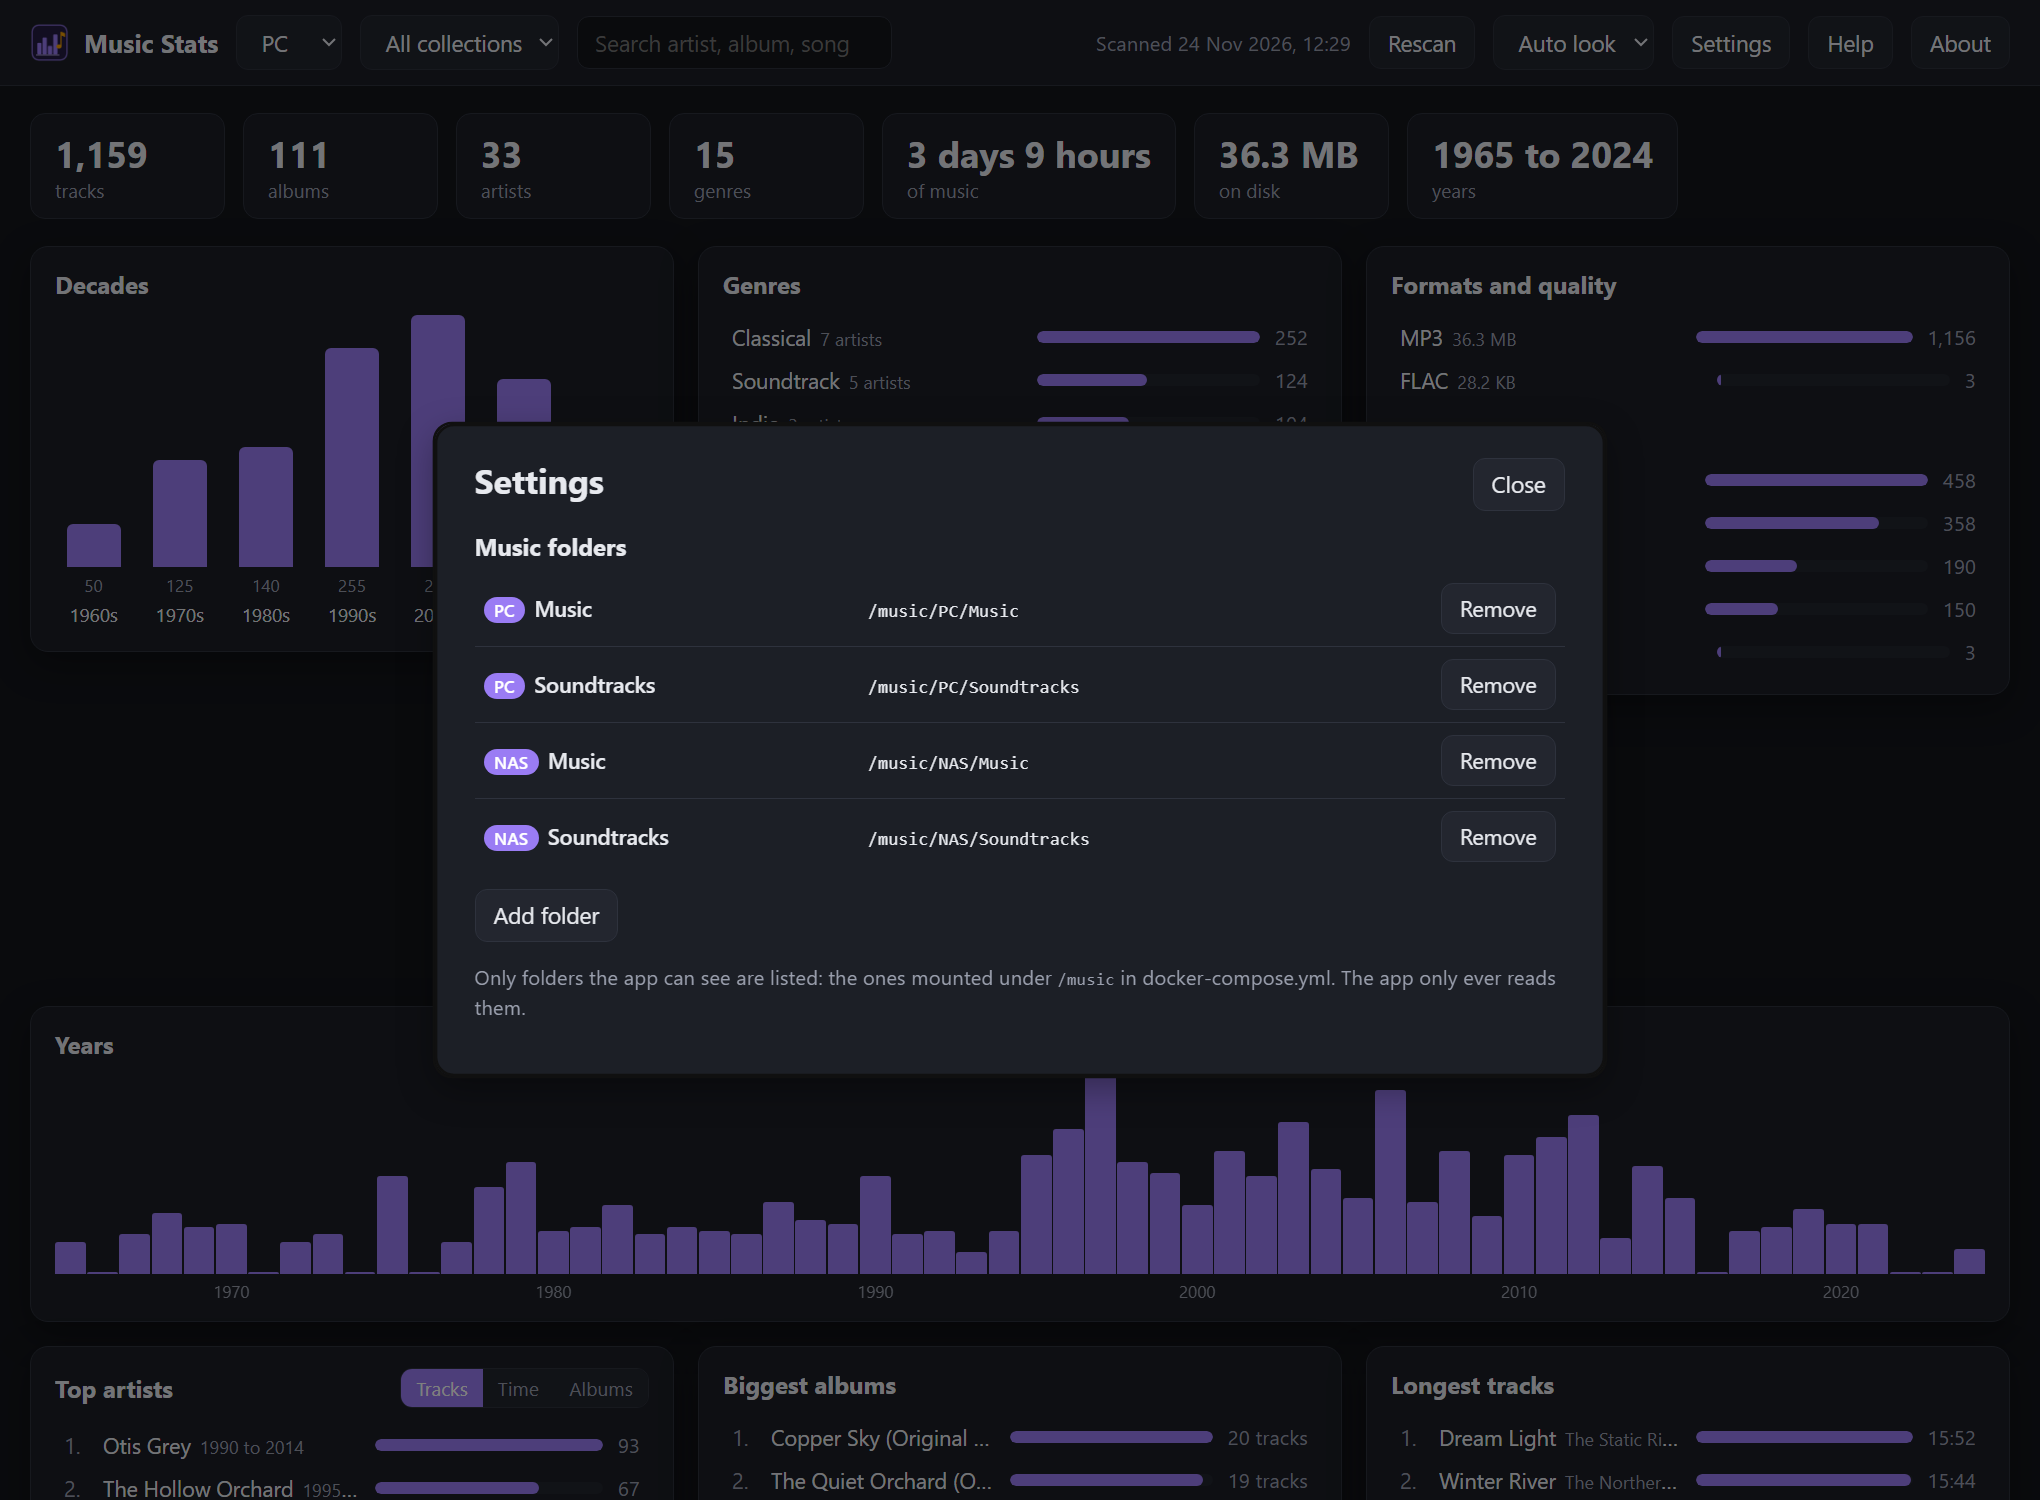 Music Stats
PC
All collections
Search artist, album, song
Scanned 24 Nov 2026, 12:29
Rescan
Auto look
Settings
Help
About
1,159
tracks
111
albums
33
artists
15
genres
3 days 9 hours
of music
36.3 MB
on disk
1965 to 2024
years
Decades
50
125
140
255
1960s
1970s
1980s
1990s
Genres
Classical 7 artists 252
Soundtrack 5 artists 124
Formats and quality
MP3 36.3 MB 1,156
FLAC 28.2 KB 3
458
358
190
150
3
Settings
Close
Music folders
PC Music /music/PC/Music Remove
PC Soundtracks /music/PC/Soundtracks Remove
NAS Music /music/NAS/Music Remove
NAS Soundtracks /music/NAS/Soundtracks Remove
Add folder
Only folders the app can see are listed: the ones mounted under /music in docker-compose.yml. The app only ever reads
them.
Years
1970 1980 1990 2000 2010 2020
Top artists
Tracks Time Albums
1. Otis Grey 1990 to 2014 93
2. The Hollow Orchard 1995... 67
Biggest albums
1. Copper Sky (Original ... 20 tracks
2. The Quiet Orchard (O... 19 tracks
Longest tracks
1. Dream Light The Static Ri... 15:52
2. Winter River The Norther... 15:44